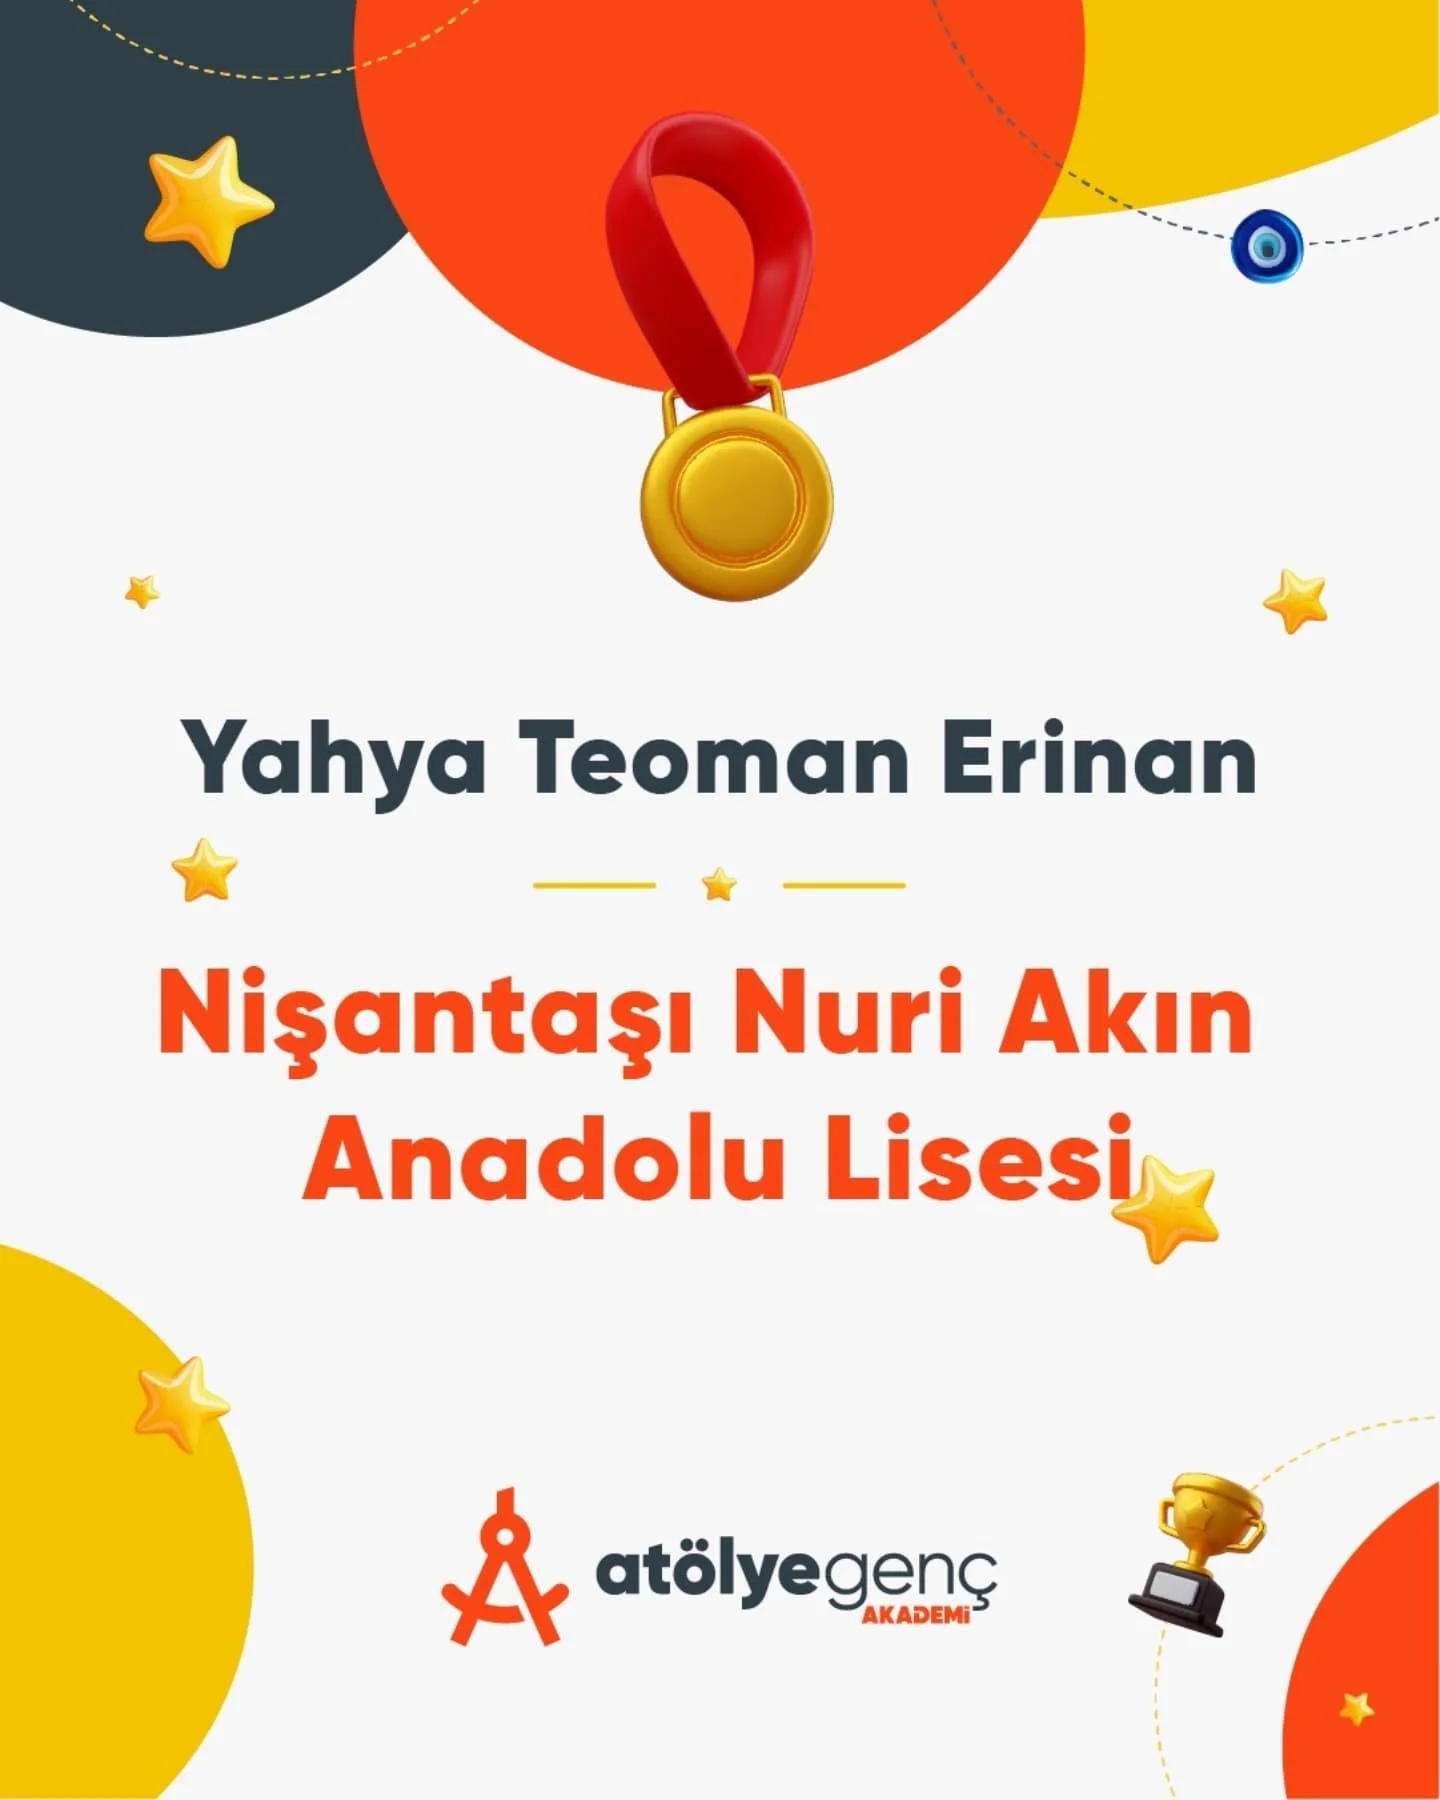 Yahya Teoman Erinan
Nişantaşı Nuri Akın
Anadolu Lisesi
atölyegenç
AKADEMİ